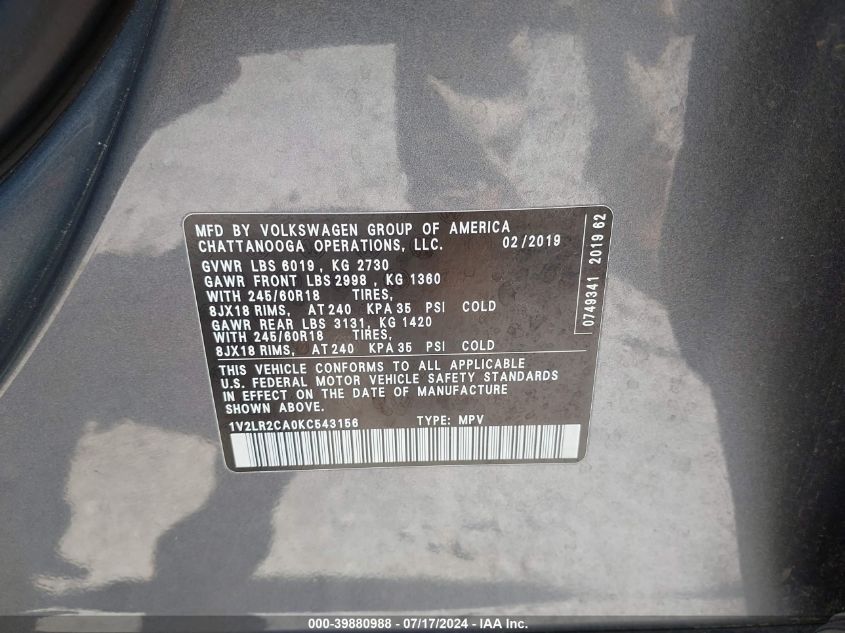 MFD BY VOLKSWAGEN GROUP OF AMERICA
CHATTANOOGA OPERATIONS, LLC. 02/2019
GVWR LBS 6019, KG 2730
GAWR FRONT LBS 2998, KG 1360
WITH 245/60R18 TIRES,
8JX18 RIMS, AT 240 KPA 35 PSI COLD
GAWR REAR LBS 3131, KG 1420
WITH 245/60R18 TIRES,
8JX18 RIMS, AT 240 KPA 35 PSI COLD
THIS VEHICLE CONFORMS TO ALL APPLICABLE
U.S. FEDERAL MOTOR VEHICLE SAFETY STANDARDS
IN EFFECT ON THE DATE OF MANUFACTURE
SHOWN ABOVE.
1V2LR2CA0KC543156 TYPE: MPV
0749341 2019 62
000-39880988 - 07/17/2024 - IAA Inc.